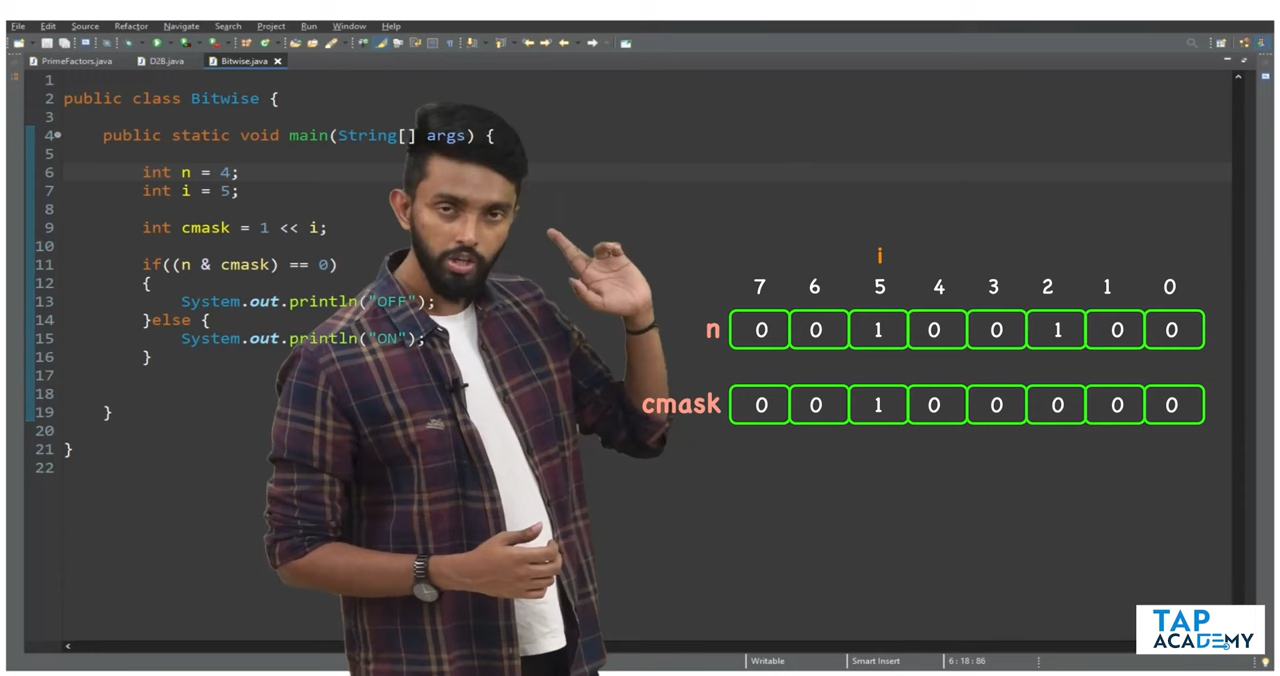 File Edit Source Refactor Navigate Search Project Run Window Help
PrimeFactors.java D2B.java Bitwise.java
1
2 public class Bitwise {
3
4 public static void main(String[] args) {
5
6 int n = 4;
7 int i = 5;
8
9 int cmask = 1 << i;
10
11 if((n & cmask) == 0)
12 {
13 System.out.println("OFF");
14 }else {
15 System.out.println("ON");
16 }
17
18
19 }
20
21 }
22
i
7 6 5 4 3 2 1 0
n 0 0 1 0 0 1 0 0
cmask 0 0 1 0 0 0 0 0
TAP
ACADEMY
Writable Smart Insert 6 : 18 : 86